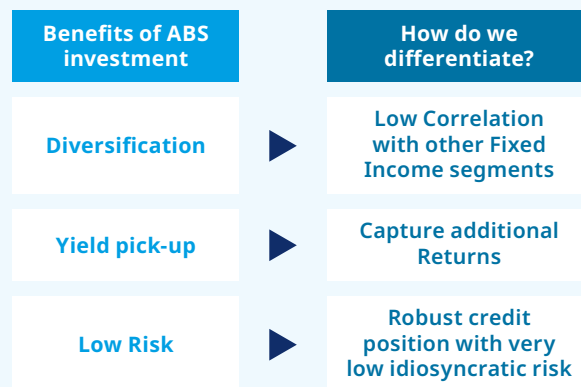 Benefits of ABS
investment
How do we
differentiate?
Diversification
Low Correlation
with other Fixed
Income segments
Yield pick-up
Capture additional
Returns
Low Risk
Robust credit
position with very
low idiosyncratic risk